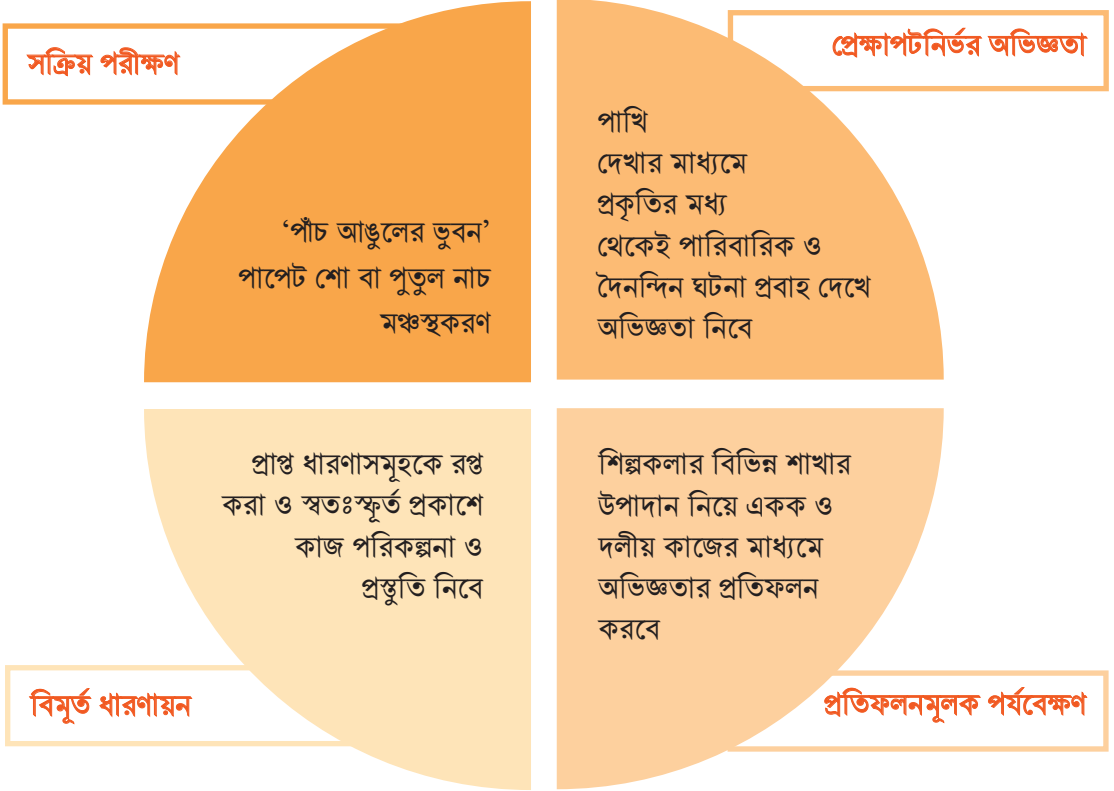 সক্রিয় পরীক্ষণ
প্রেক্ষাপটনির্ভর অভিজ্ঞতা
‘পাঁচ আঙুলের ভুবন’
পাপেট শো বা পুতুল নাচ
মঞ্চস্থকরণ
পাখি
দেখার মাধ্যমে
প্রকৃতির মধ্য
থেকেই পারিবারিক ও
দৈনন্দিন ঘটনা প্রবাহ দেখে
অভিজ্ঞতা নিবে
প্রাপ্ত ধারণাসমূহকে রপ্ত
করা ও স্বতঃস্ফূর্ত প্রকাশে
কাজ পরিকল্পনা ও
প্রস্তুতি নিবে
শিল্পকলার বিভিন্ন শাখার
উপাদান নিয়ে একক ও
দলীয় কাজের মাধ্যমে
অভিজ্ঞতার প্রতিফলন
করবে
বিমূর্ত ধারণায়ন
প্রতিফলনমূলক পর্যবেক্ষণ